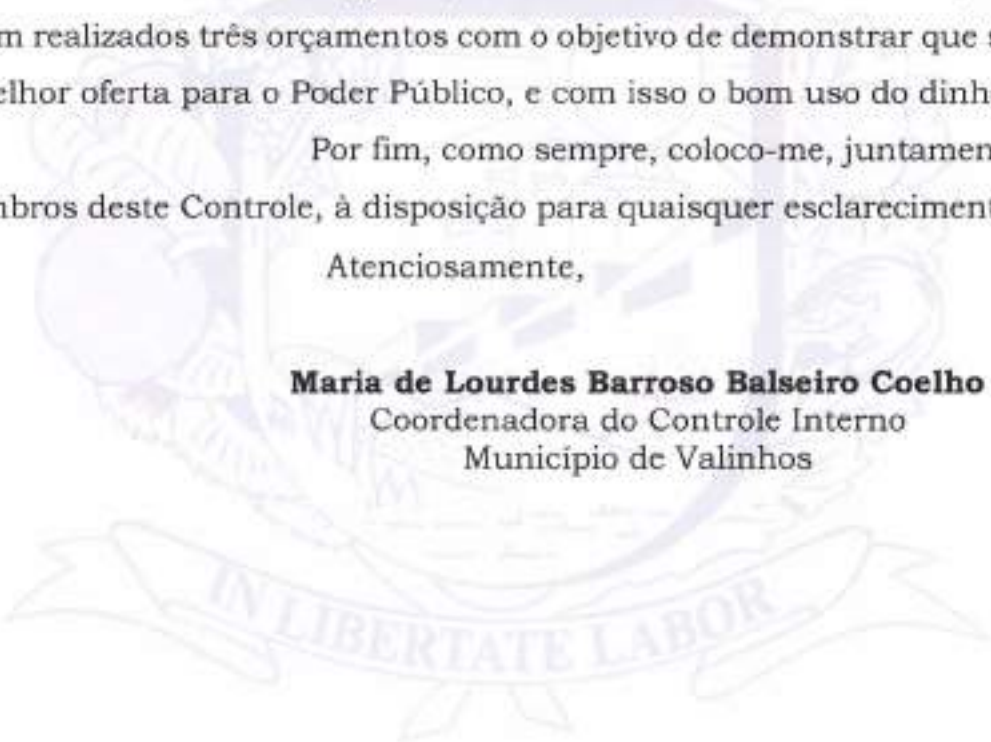 m realizados três orçamentos com o objetivo de demonstrar que s
elhor oferta para o Poder Público, e com isso o bom uso do dinh
Por fim, como sempre, coloco-me, juntamen
mbros deste Controle, à disposição para quaisquer esclareciment
Atenciosamente,
Maria de Lourdes Barroso Balseiro Coelho
Coordenadora do Controle Interno
Município de Valinhos
IN LIBERTATE LABOR